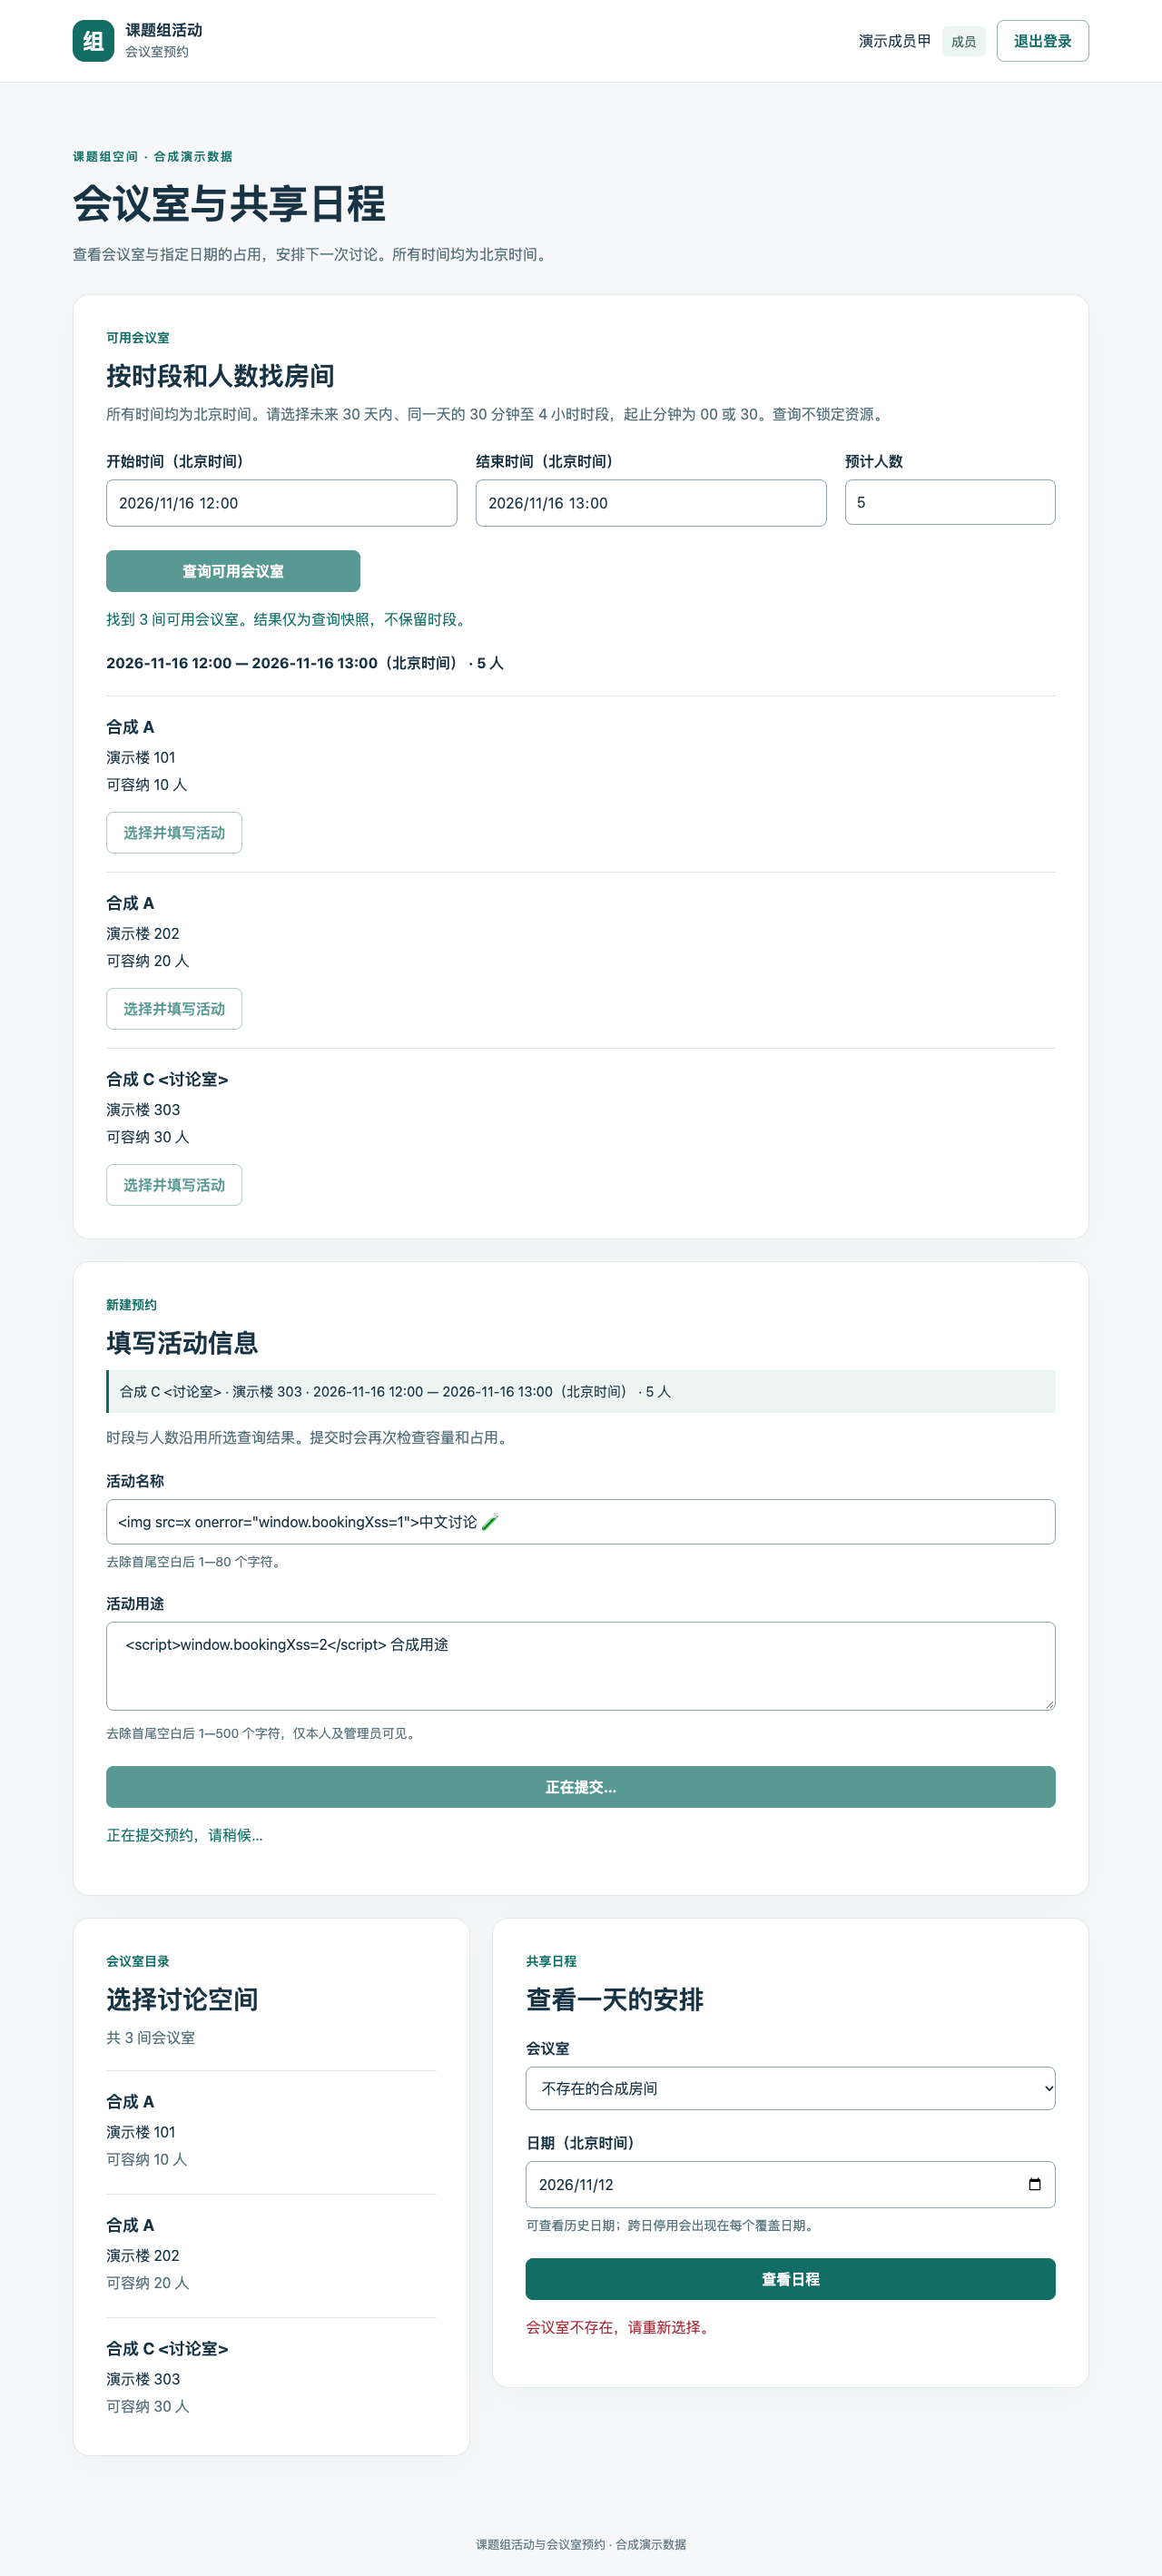 组
课题组活动
会议室预约
演示成员甲
成员
退出登录
课题组空间 · 合成演示数据
会议室与共享日程
查看会议室与指定日期的占用，安排下一次讨论。所有时间均为北京时间。
可用会议室
按时段和人数找房间
所有时间均为北京时间。请选择未来 30 天内、同一天的 30 分钟至 4 小时时段，起止分钟为 00 或 30。查询不锁定资源。
开始时间（北京时间）
结束时间（北京时间）
预计人数
2026/11/16 12:00
2026/11/16 13:00
5
查询可用会议室
找到 3 间可用会议室。结果仅为查询快照，不保留时段。
2026-11-16 12:00 — 2026-11-16 13:00（北京时间） · 5 人
合成 A
演示楼 101
可容纳 10 人
选择并填写活动
合成 A
演示楼 202
可容纳 20 人
选择并填写活动
合成 C <讨论室>
演示楼 303
可容纳 30 人
选择并填写活动
新建预约
填写活动信息
合成 C <讨论室> · 演示楼 303 · 2026-11-16 12:00 — 2026-11-16 13:00（北京时间） · 5 人
时段与人数沿用所选查询结果。提交时会再次检查容量和占用。
活动名称
<img src=x onerror="window.bookingXss=1">中文讨论 🧪
去除首尾空白后 1—80 个字符。
活动用途
<script>window.bookingXss=2</script> 合成用途
去除首尾空白后 1—500 个字符，仅本人及管理员可见。
正在提交…
正在提交预约，请稍候…
会议室目录
选择讨论空间
共 3 间会议室
合成 A
演示楼 101
可容纳 10 人
合成 A
演示楼 202
可容纳 20 人
合成 C <讨论室>
演示楼 303
可容纳 30 人
共享日程
查看一天的安排
会议室
不存在的合成房间
日期（北京时间）
2026/11/12
可查看历史日期；跨日停用会出现在每个覆盖日期。
查看日程
会议室不存在，请重新选择。
课题组活动与会议室预约 · 合成演示数据